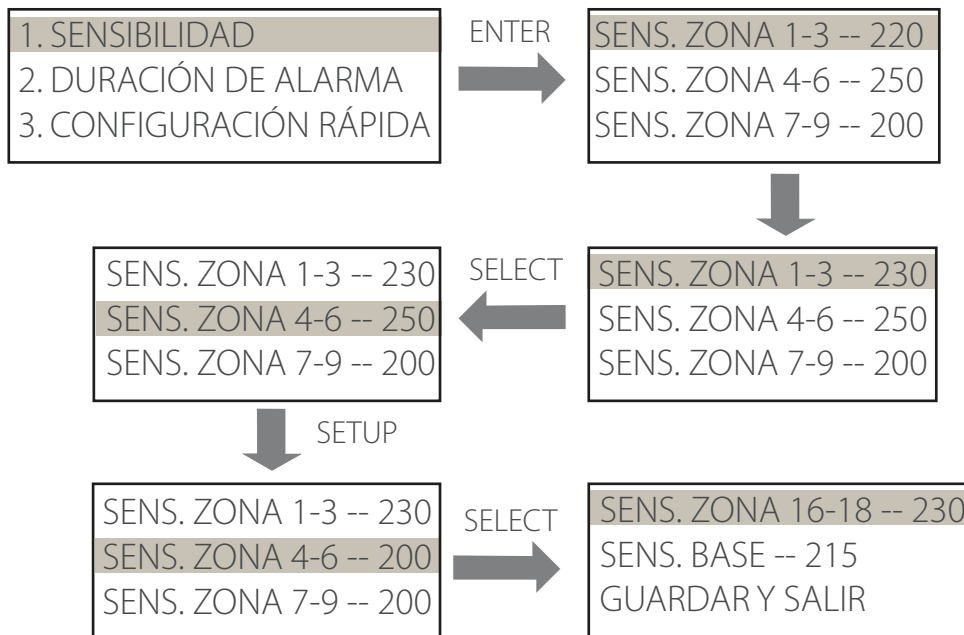 1. SENSIBILIDAD
2. DURACIÓN DE ALARMA
3. CONFIGURACIÓN RÁPIDA
ENTER
SENS. ZONA 1-3 -- 220
SENS. ZONA 4-6 -- 250
SENS. ZONA 7-9 -- 200
SENS. ZONA 1-3 -- 230
SENS. ZONA 4-6 -- 250
SENS. ZONA 7-9 -- 200
SELECT
SENS. ZONA 1-3 -- 230
SENS. ZONA 4-6 -- 250
SENS. ZONA 7-9 -- 200
SETUP
SENS. ZONA 1-3 -- 230
SENS. ZONA 4-6 -- 200
SENS. ZONA 7-9 -- 200
SELECT
SENS. ZONA 16-18 -- 230
SENS. BASE -- 215
GUARDAR Y SALIR